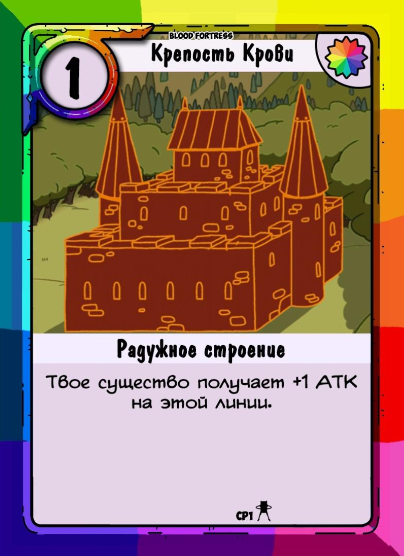 BLOOD FORTRESS
1
Крепость Крови
Радужное строение
Твое существо получает +1 АТК
на этой линии.
CP1